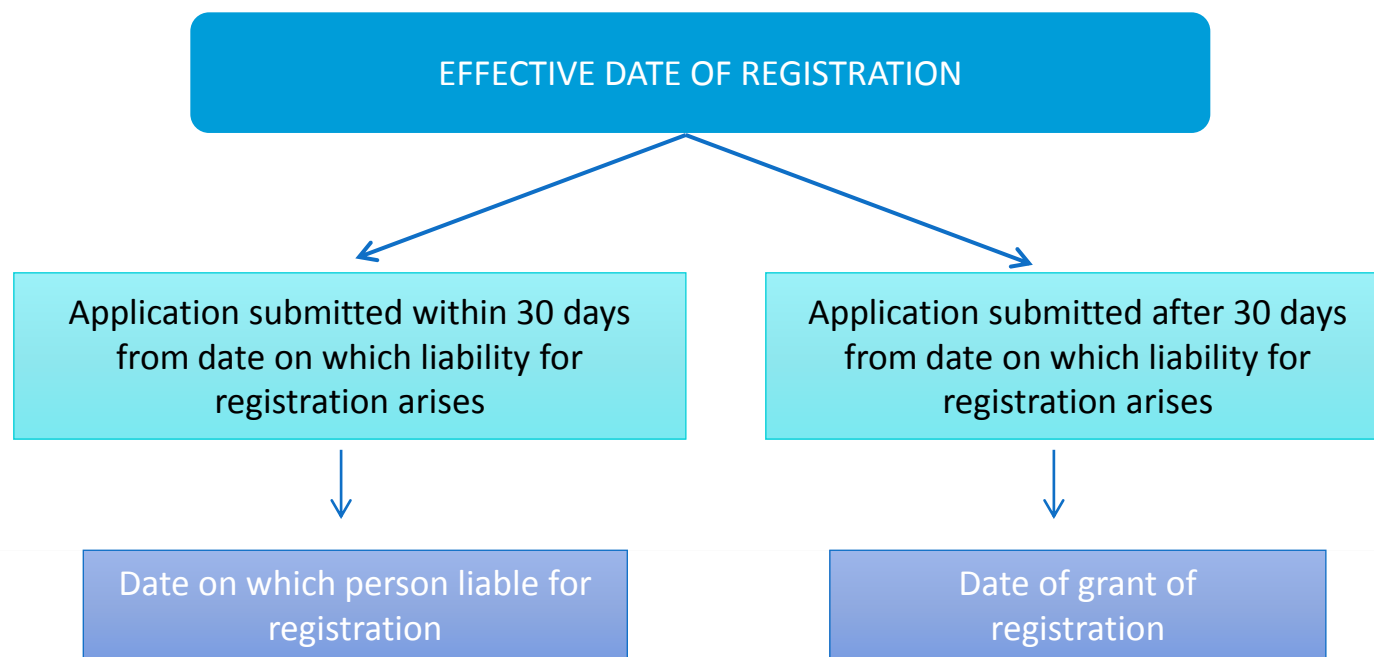 EFFECTIVE DATE OF REGISTRATION
Application submitted within 30 days
from date on which liability for
registration arises
Application submitted after 30 days
from date on which liability for
registration arises
Date on which person liable for
registration
Date of grant of
registration